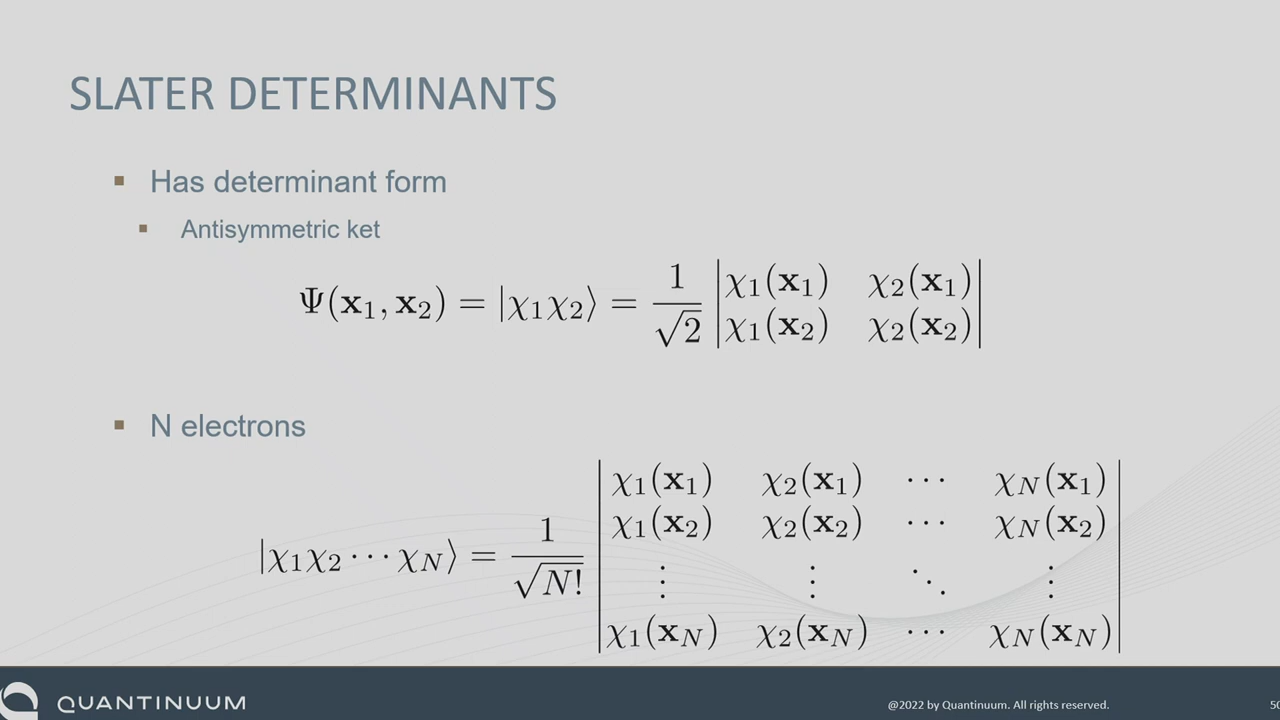 SLATER DETERMINANTS
▪ Has determinant form
▪ Antisymmetric ket
Ψ(x₁, x₂) = |χ₁χ₂⟩ = 1/√2 |χ₁(x₁) χ₂(x₁)|
|χ₁(x₂) χ₂(x₂)|
▪ N electrons
|χ₁χ₂ ⋯ χ_N⟩ = 1/√N! |χ₁(x₁) χ₂(x₁) ⋯ χ_N(x₁)|
|χ₁(x₂) χ₂(x₂) ⋯ χ_N(x₂)|
|⋮ ⋮ ⋱ ⋮|
|χ₁(x_N) χ₂(x_N) ⋯ χ_N(x_N)|
QUANTINUUM
@2022 by Quantinuum. All rights reserved.